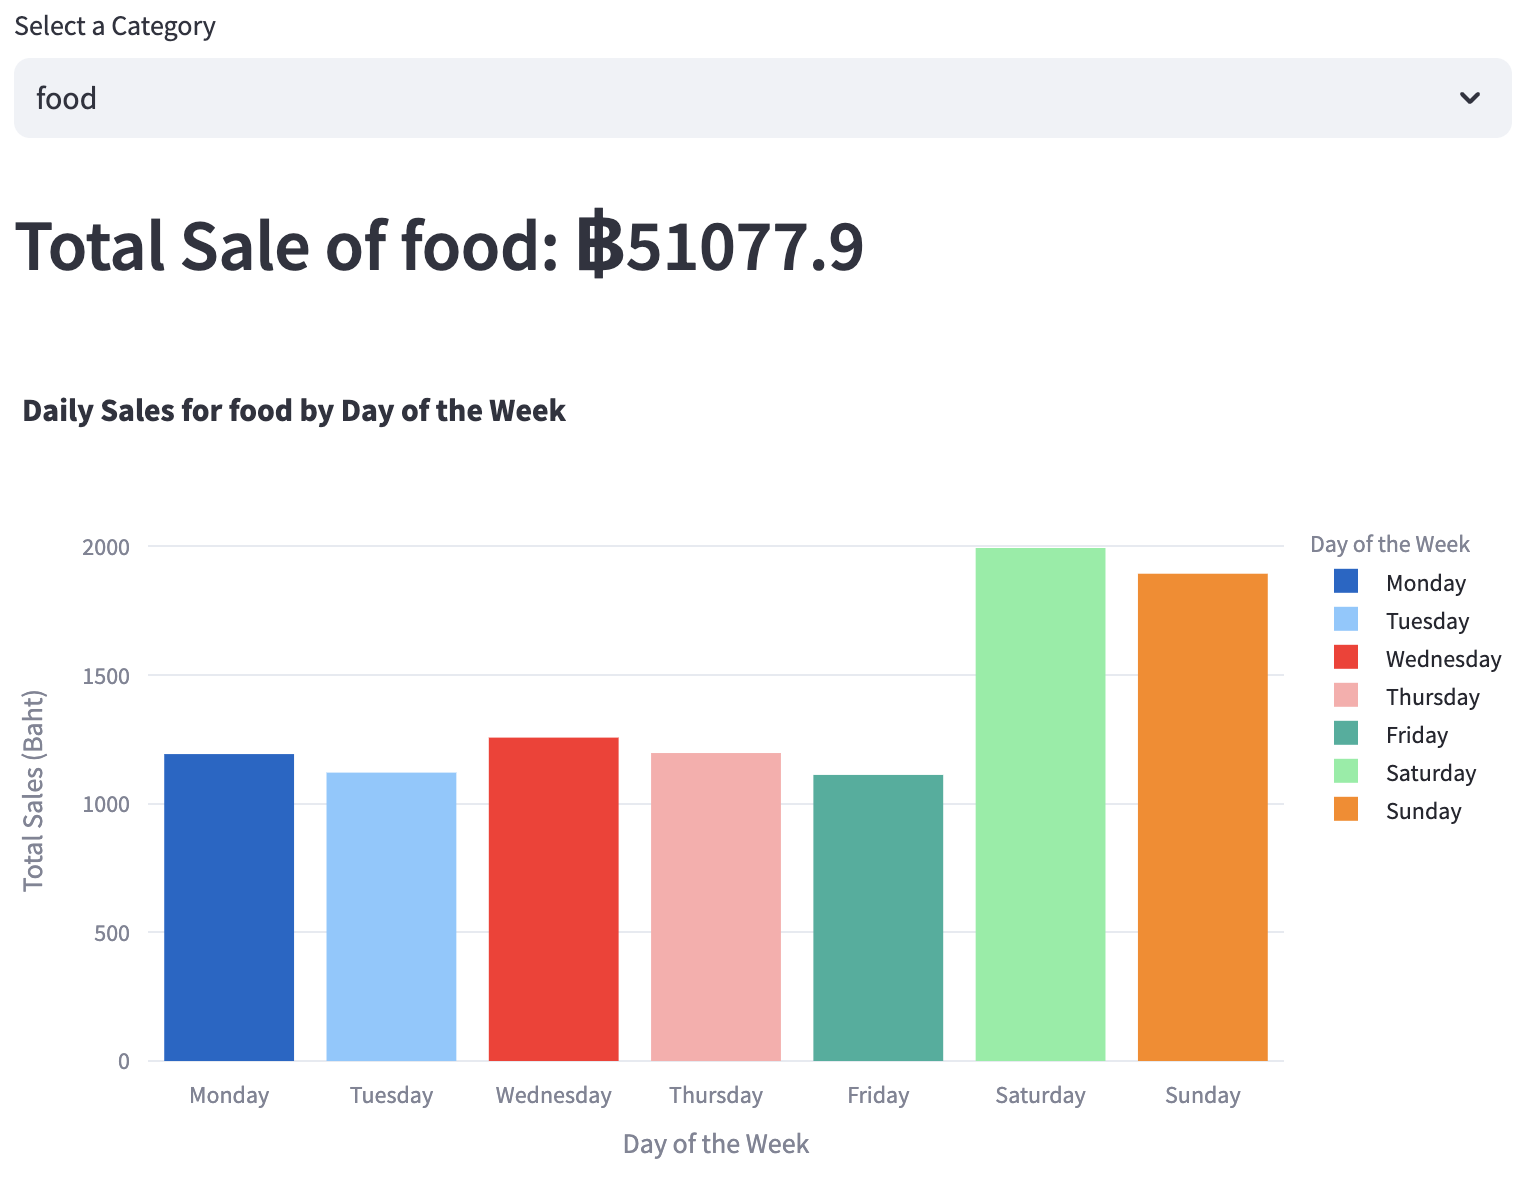 Select a Category
food
Total Sale of food: ฿51077.9
Daily Sales for food by Day of the Week
2000
1500
1000
500
0
Total Sales (Baht)
Monday
Tuesday
Wednesday
Thursday
Friday
Saturday
Sunday
Day of the Week
Day of the Week
Monday
Tuesday
Wednesday
Thursday
Friday
Saturday
Sunday